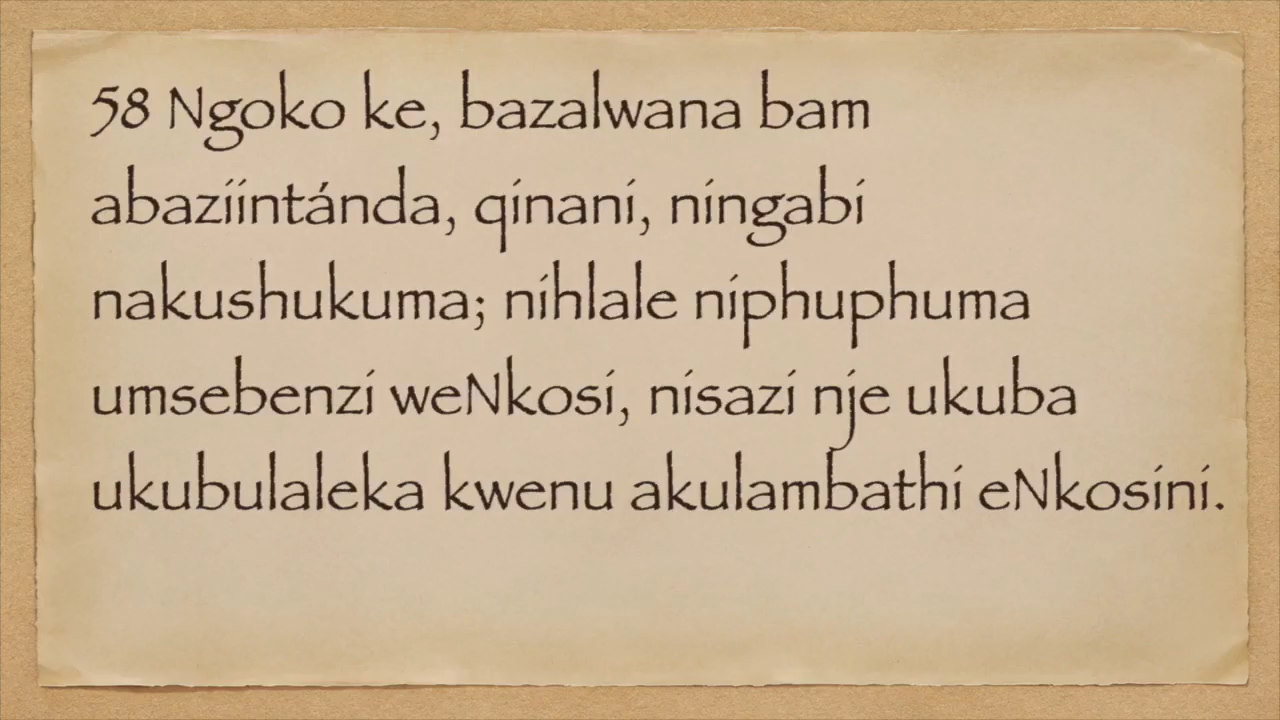 58 Ngoko ke, bazalwana bam
abaziintánda, qinani, ningabi
nakushukuma; nihlale niphuphuma
umsebenzi weNkosi, nisazi nje ukuba
ukubulaleka kwenu akulambathi eNkosini.